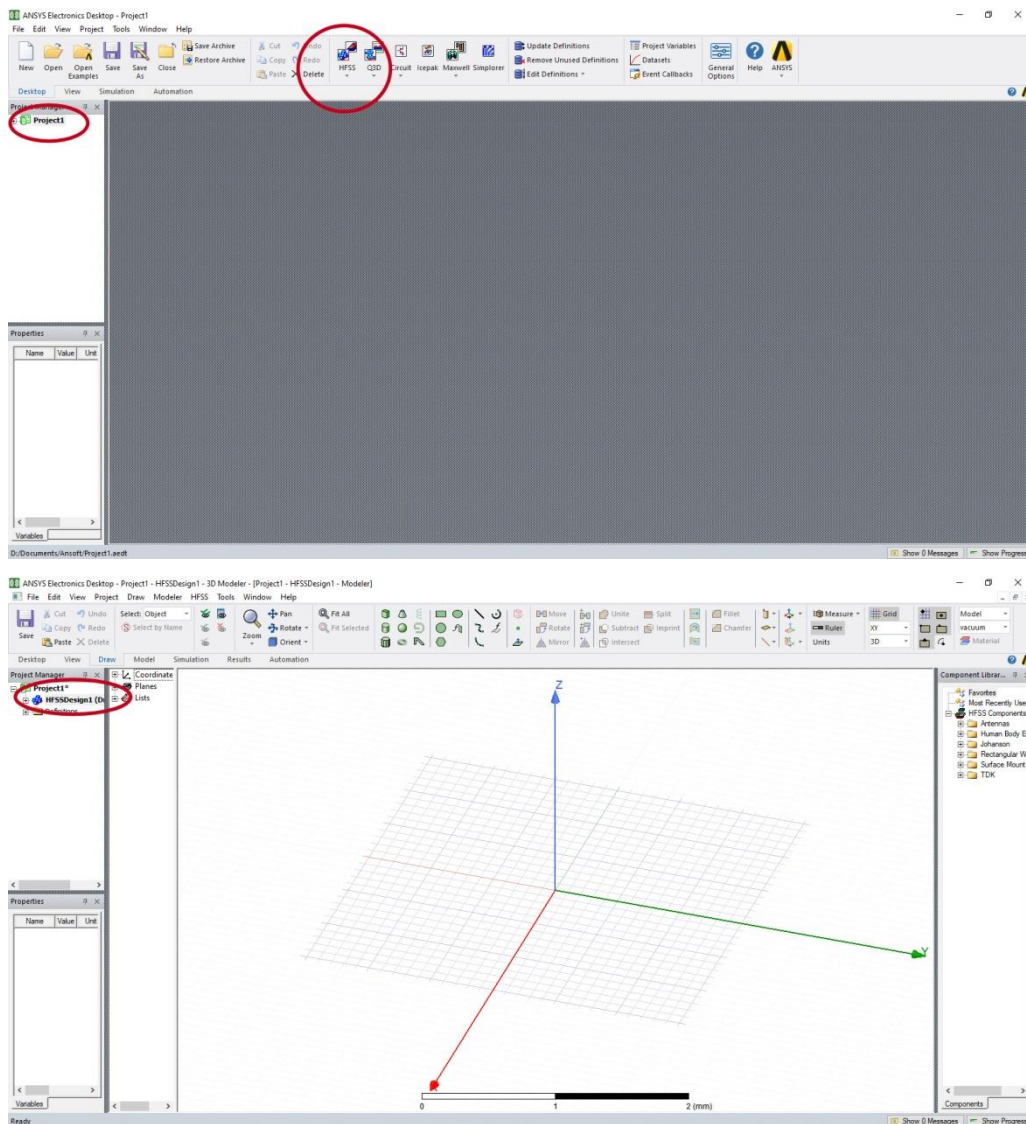 ANSYS Electronics Desktop - Project1
File Edit View Project Tools Window Help
New Open Open Examples Save Save As Close
Save Archive
Restore Archive
Cut Undo
Copy Redo
Paste Delete
HFSS Q3D Circuit Icepak Maxwell Simplorer
Update Definitions
Remove Unused Definitions
Edit Definitions
Project Variables
Datasets
Event Callbacks
General Options Help ANSYS
Desktop View Simulation Automation
Project Manager
Project1
Properties
Name Value Unit
Variables
D:/Documents/Ansoft/Project1.aedt
Show 0 Messages Show Progress
ANSYS Electronics Desktop - Project1 - HFSSDesign1 - 3D Modeler - [Project1 - HFSSDesign1 - Modeler]
File Edit View Project Draw Modeler HFSS Tools Window Help
Save
Cut Undo
Copy Redo
Paste Delete
Select: Object
Select by Name
Zoom
Pan
Rotate
Orient
Fit All
Fit Selected
Move
Rotate
Mirror
Unite
Subtract
Intersect
Split
Imprint
Fillet
Chamfer
Measure
Ruler
Units
Grid
XY
3D
Model
vacuum
Material
Desktop View Draw Model Simulation Results Automation
Project Manager
Project1*
HFSSDesign1 (D
Definitions
Coordinate
Planes
Lists
Z
Y
0 1 2 (mm)
Component Librar...
Favorites
Most Recently Use
HFSS Components
Antennas
Human Body E
Johanson
Rectangular W
Surface Mount
TDK
Properties
Name Value Unit
Variables
Components
Ready
Show 0 Messages Show Progress